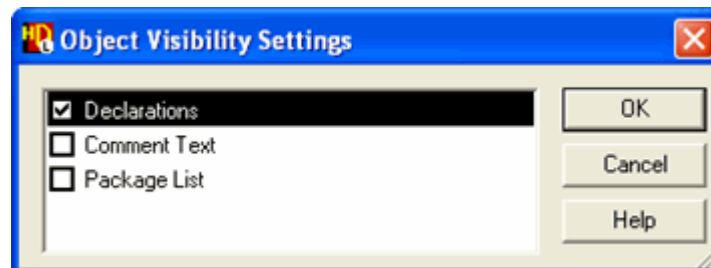 Object Visibility Settings
Declarations
Comment Text
Package List
OK
Cancel
Help